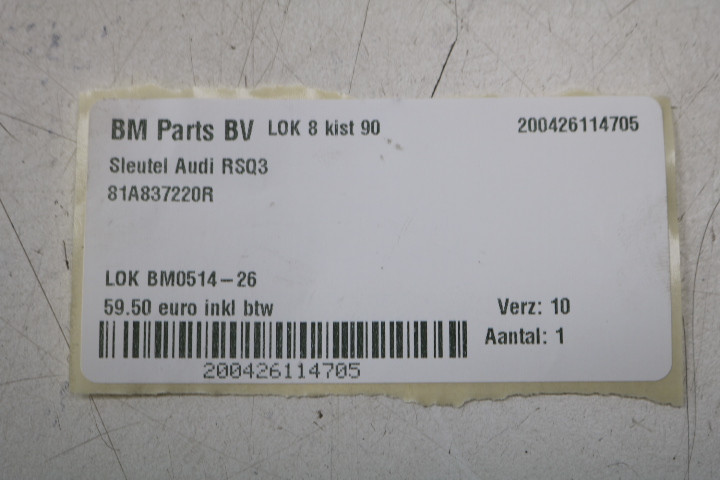 BM Parts BV LOK 8 kist 90 200426114705
Sleutel Audi RSQ3
81A837220R
LOK BM0514-26
59.50 euro inkl btw Verz: 10
Aantal: 1
200426114705